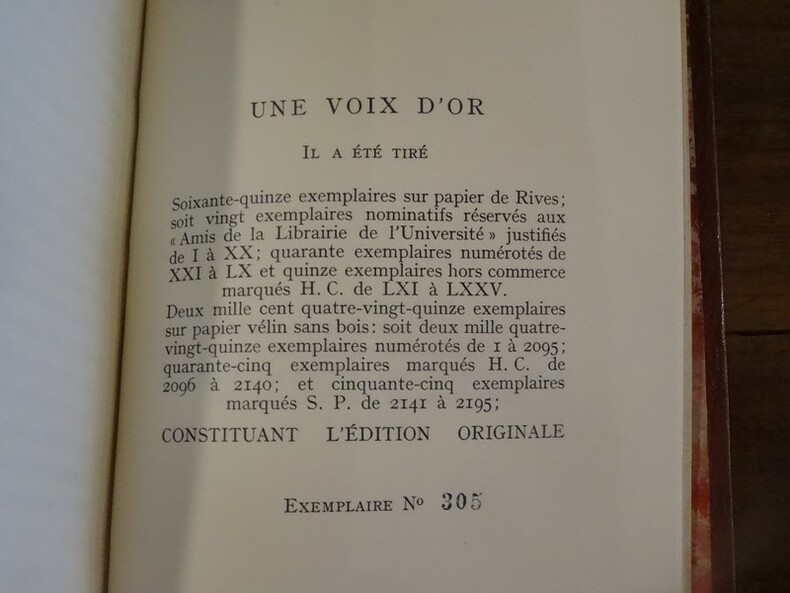 UNE VOIX D'OR
IL A ÉTÉ TIRÉ
Soixante-quinze exemplaires sur papier de Rives;
soit vingt exemplaires nominatifs réservés aux
« Amis de la Librairie de l'Université » justifiés
de I à XX; quarante exemplaires numérotés de
XXI à LX et quinze exemplaires hors commerce
marqués H. C. de LXI à LXXV.
Deux mille cent quatre-vingt-quinze exemplaires
sur papier vélin sans bois: soit deux mille quatre-
vingt-quinze exemplaires numérotés de 1 à 2095;
quarante-cinq exemplaires marqués H. C. de
2096 à 2140; et cinquante-cinq exemplaires
marqués S. P. de 2141 à 2195;
CONSTITUANT L'ÉDITION ORIGINALE
EXEMPLAIRE Nº 305